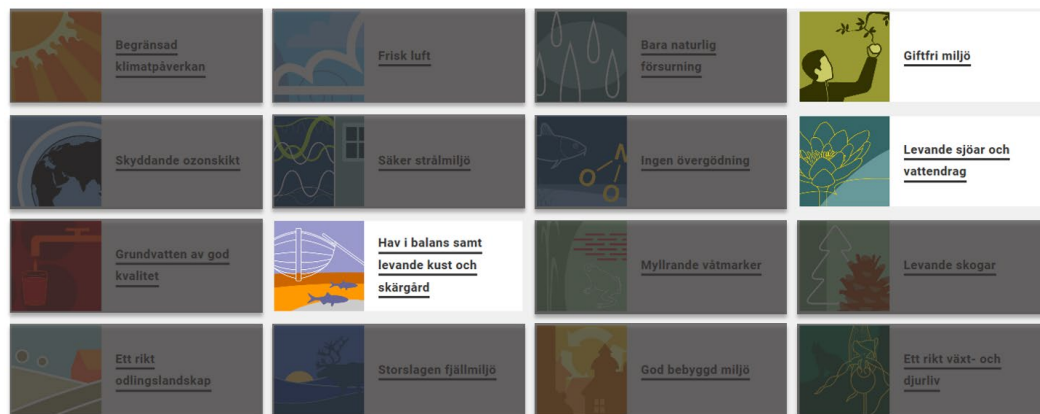 Begränsad
klimatpåverkan
Frisk luft
Bara naturlig
försurning
Giftfri miljö
Skyddande ozonskikt
Säker strålmiljö
Ingen övergödning
N
O
O
Levande sjöar och
vattendrag
Grundvatten av god
kvalitet
Hav i balans samt
levande kust och
skärgård
Myllrande våtmarker
Levande skogar
Ett rikt
odlingslandskap
Storslagen fjällmiljö
God bebyggd miljö
Ett rikt växt- och
djurliv